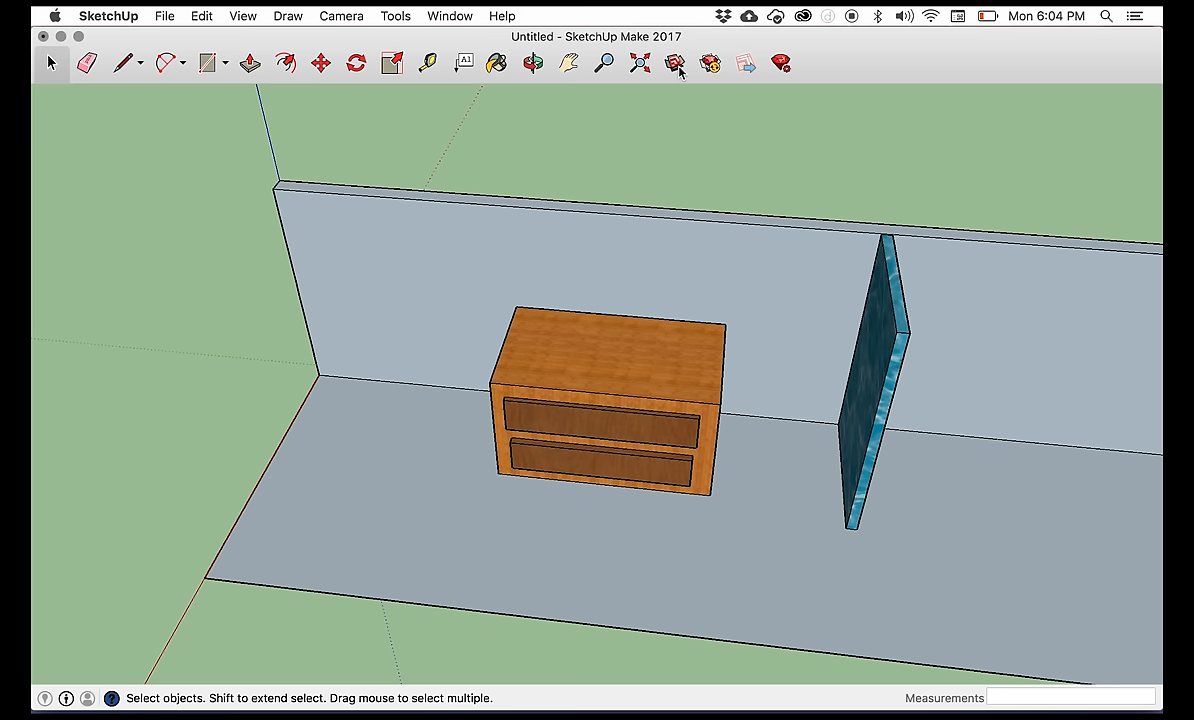 SketchUp File Edit View Draw Camera Tools Window Help Mon 6:04 PM
Untitled - SketchUp Make 2017
A1
Select objects. Shift to extend select. Drag mouse to select multiple. Measurements